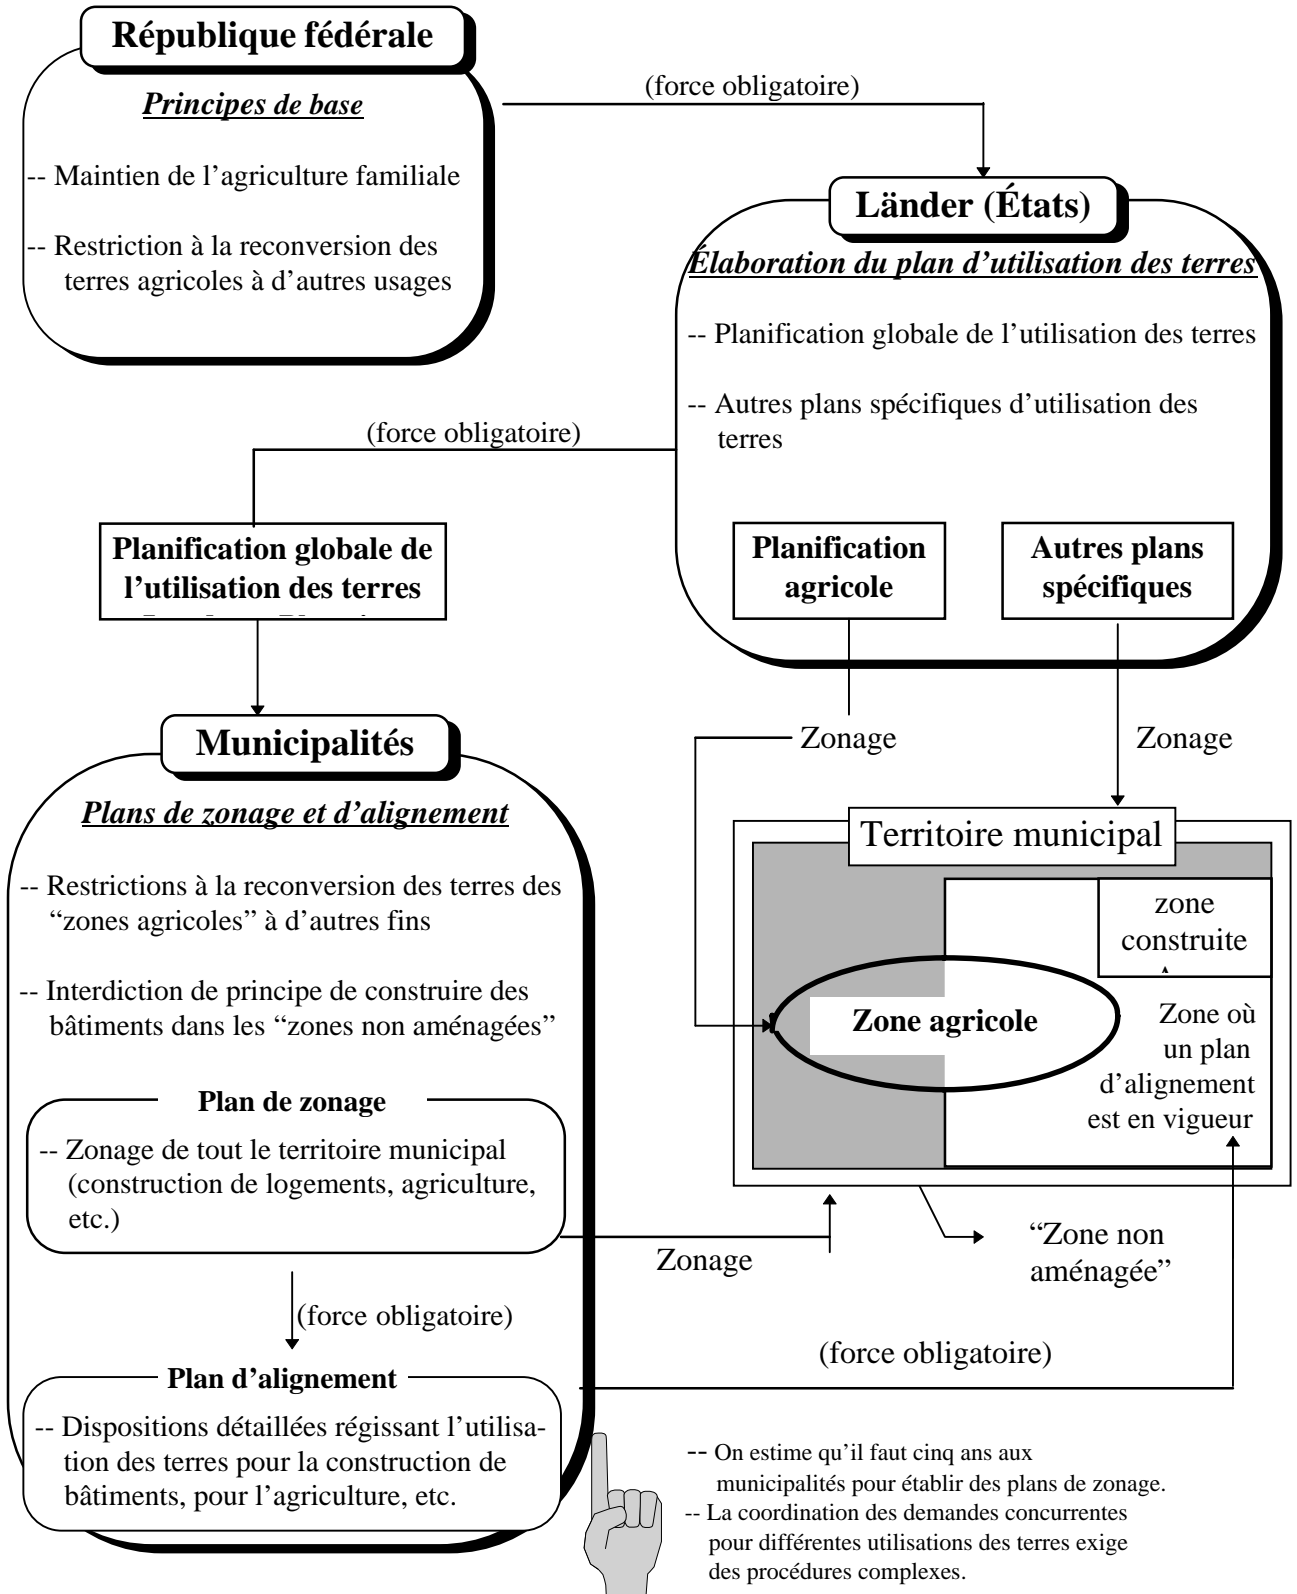 République fédérale
Principes de base
-- Maintien de l’agriculture familiale
-- Restriction à la reconversion des
terres agricoles à d’autres usages
(force obligatoire)
Länder (États)
Élaboration du plan d’utilisation des terres
-- Planification globale de l’utilisation des terres
-- Autres plans spécifiques d’utilisation des
terres
(force obligatoire)
Planification globale de
l’utilisation des terres
Planification
agricole
Autres plans
spécifiques
Zonage
Zonage
Municipalités
Plans de zonage et d’alignement
-- Restrictions à la reconversion des terres des
“zones agricoles” à d’autres fins
-- Interdiction de principe de construire des
bâtiments dans les “zones non aménagées”
Plan de zonage
-- Zonage de tout le territoire municipal
(construction de logements, agriculture,
etc.)
(force obligatoire)
Plan d’alignement
-- Dispositions détaillées régissant l’utilisa-
tion des terres pour la construction de
bâtiments, pour l’agriculture, etc.
Territoire municipal
zone
construite
Zone agricole
Zone où
un plan
d’alignement
est en vigueur
Zonage
“Zone non
aménagée”
(force obligatoire)
-- On estime qu’il faut cinq ans aux
municipalités pour établir des plans de zonage.
-- La coordination des demandes concurrentes
pour différentes utilisations des terres exige
des procédures complexes.